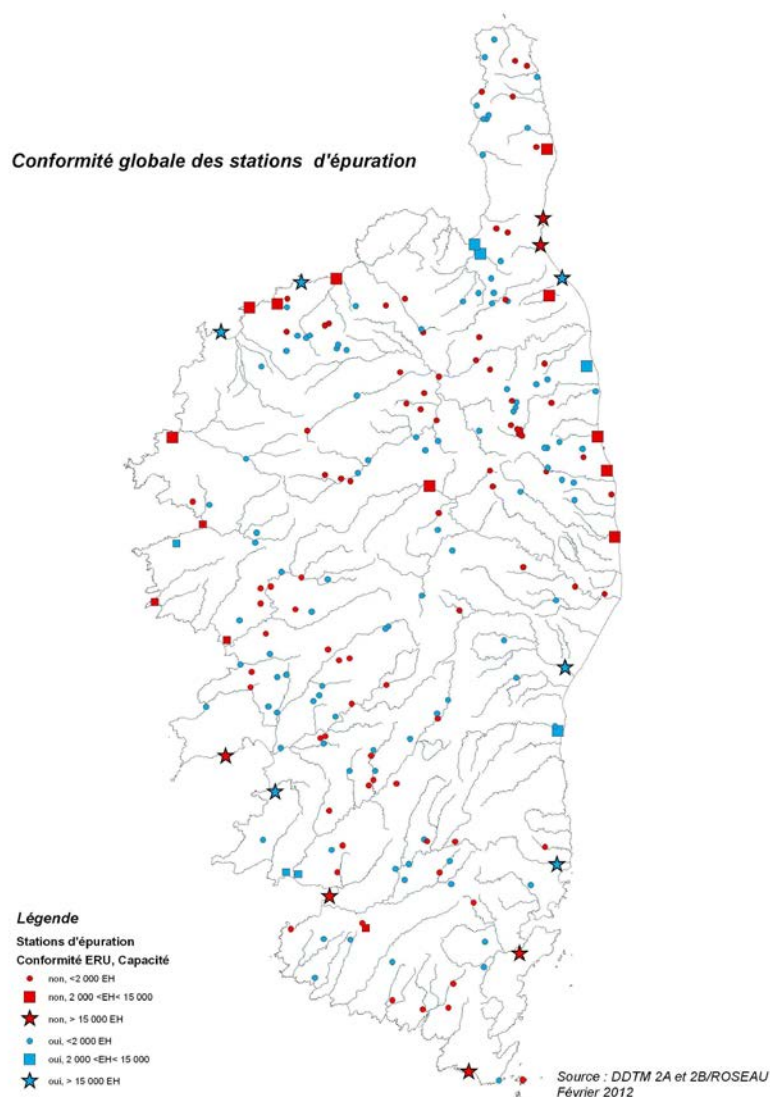 Conformité globale des stations d'épuration
Légende
Stations d'épuration
Conformité ERU, Capacité
non, <2 000 EH
non, 2 000 <EH< 15 000
non, > 15 000 EH
oui, <2 000 EH
oui, 2 000 <EH< 15 000
oui, > 15 000 EH
Source : DDTM 2A et 2B/ROSEAU
Février 2012